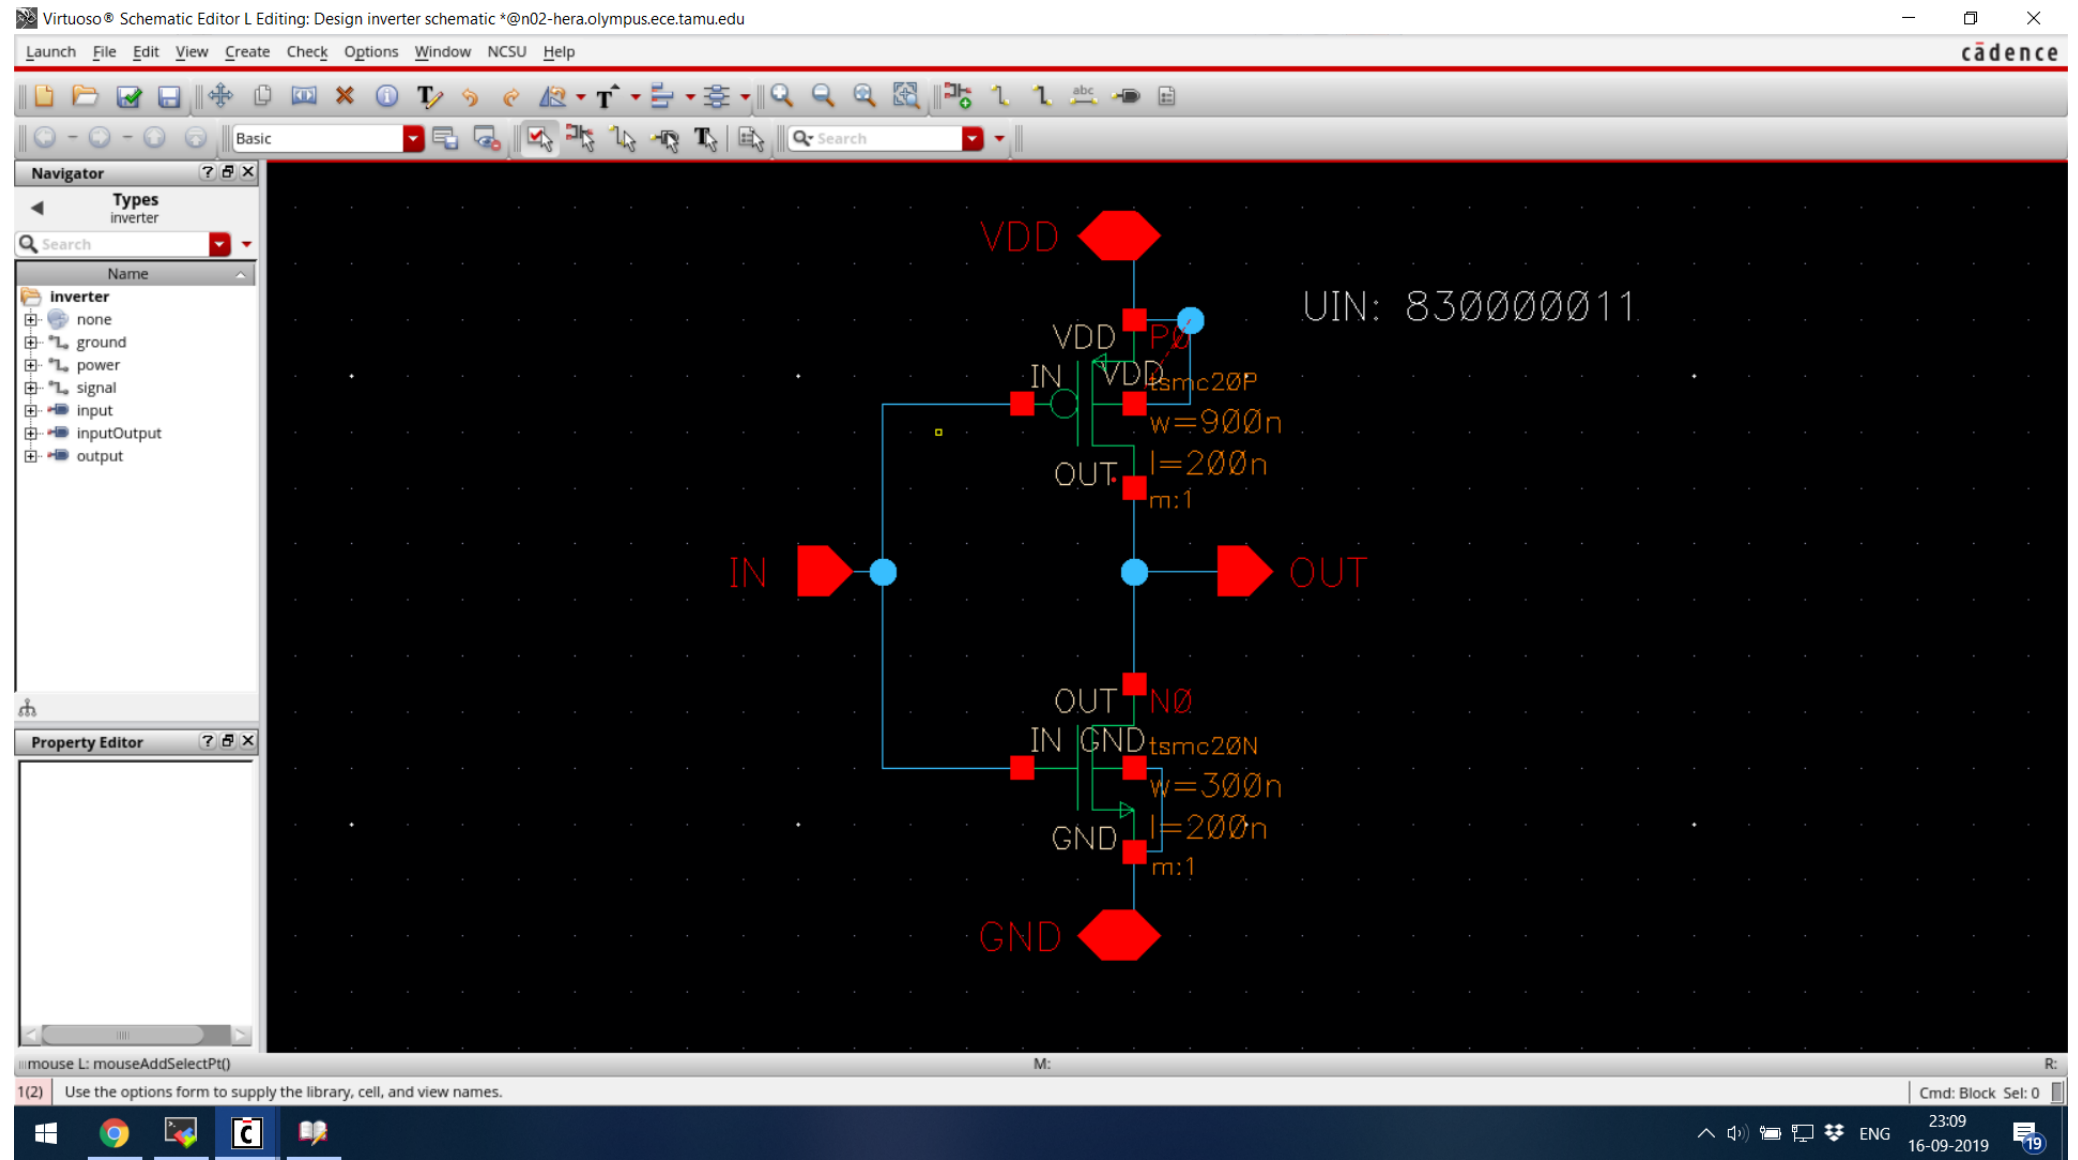 Virtuoso® Schematic Editor L Editing: Design inverter schematic *@n02-hera.olympus.ece.tamu.edu
Launch File Edit View Create Check Options Window NCSU Help
cādence
abc
Basic
Search
Navigator
Types
inverter
Search
Name
inverter
none
ground
power
signal
input
inputOutput
output
Property Editor
VDD
UIN: 830000011
VDD P0
IN VDD tsmc20P
w=900n
OUT l=200n
m:1
IN OUT
OUT N0
IN GND tsmc20N
w=300n
GND l=200n
m:1
GND
mouse L: mouseAddSelectPt() M: R:
1(2) Use the options form to supply the library, cell, and view names. Cmd: Block Sel: 0
ENG 23:09
16-09-2019 19